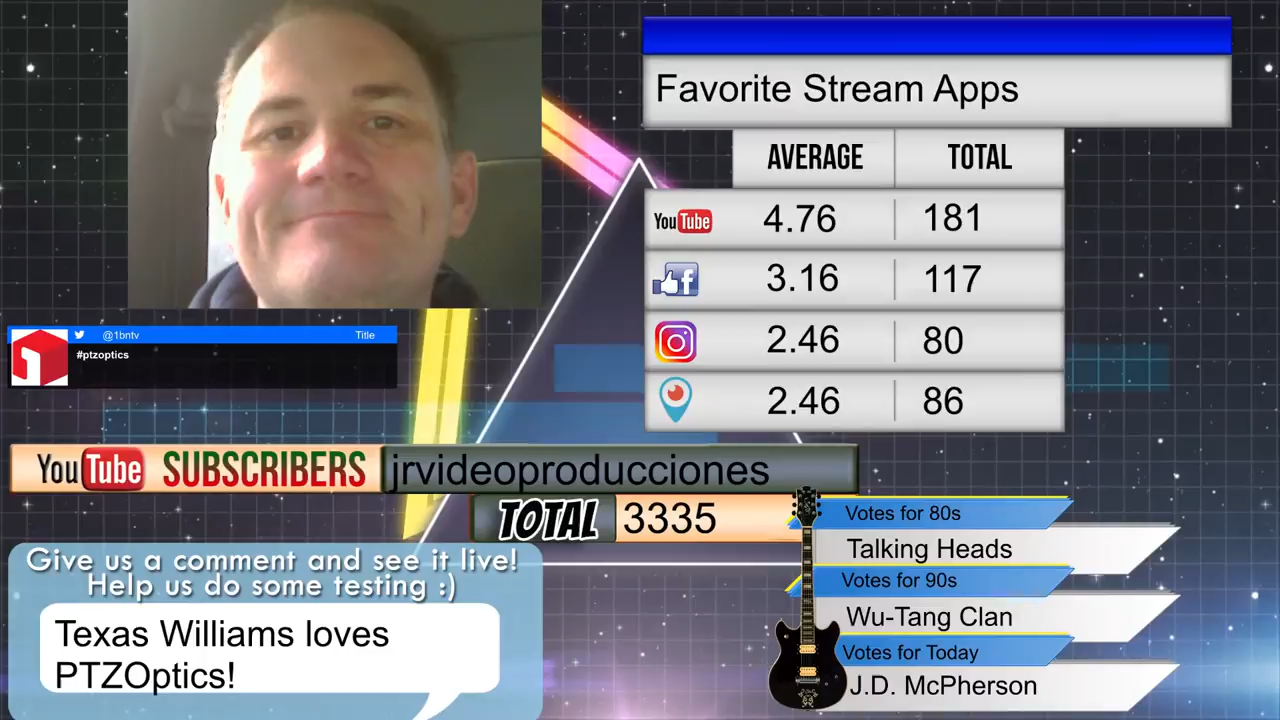 Favorite Stream Apps
AVERAGE TOTAL
YouTube 4.76 181
f 3.16 117
2.46 80
2.46 86
@1bntv Title
#ptzoptics
YouTube SUBSCRIBERS jrvideoproducciones
TOTAL 3335
Give us a comment and see it live!
Help us do some testing :)
Texas Williams loves
PTZOptics!
Votes for 80s
Talking Heads
Votes for 90s
Wu-Tang Clan
Votes for Today
J.D. McPherson